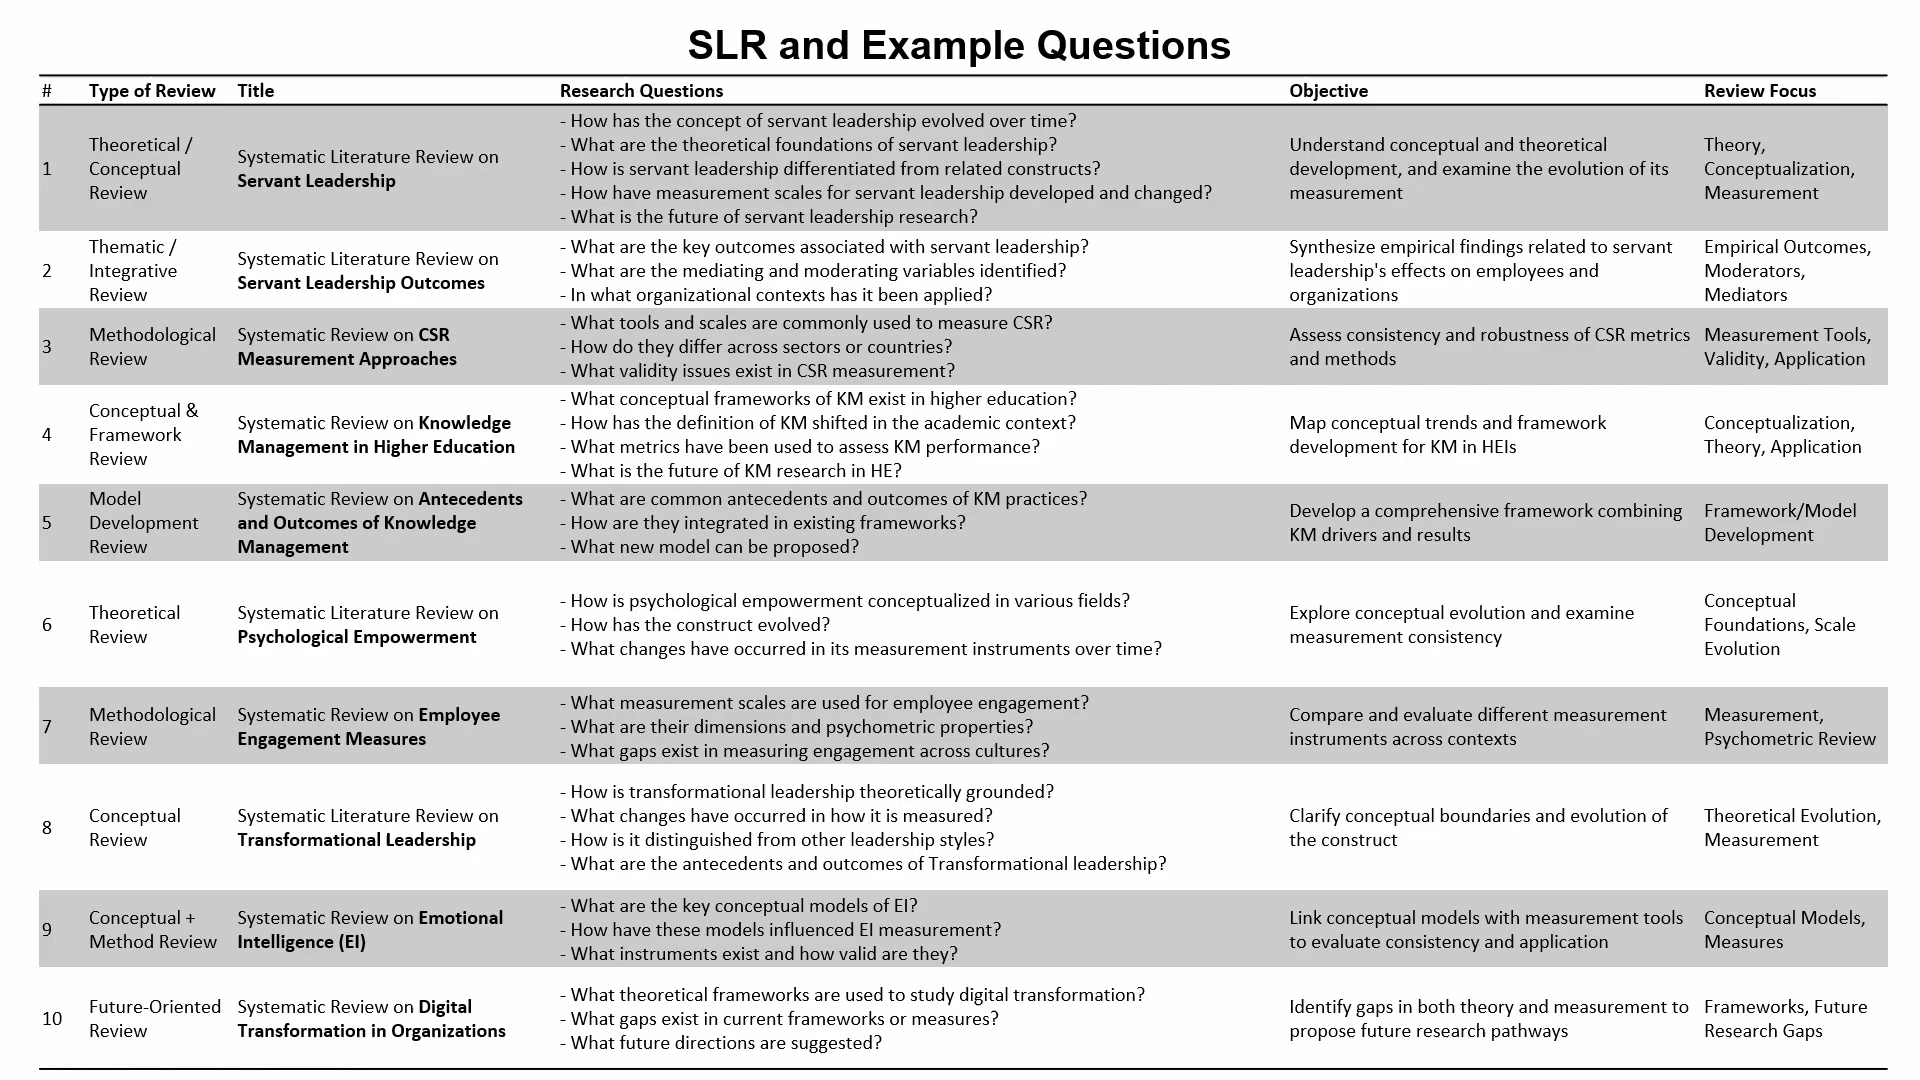 SLR and Example Questions
# Type of Review Title Research Questions Objective Review Focus
1
Theoretical /
Conceptual
Review
Systematic Literature Review on
Servant Leadership
- How has the concept of servant leadership evolved over time?
- What are the theoretical foundations of servant leadership?
- How is servant leadership differentiated from related constructs?
- How have measurement scales for servant leadership developed and changed?
- What is the future of servant leadership research?
Understand conceptual and theoretical
development, and examine the evolution of its
measurement
Theory,
Conceptualization,
Measurement
2
Thematic /
Integrative
Review
Systematic Literature Review on
Servant Leadership Outcomes
- What are the key outcomes associated with servant leadership?
- What are the mediating and moderating variables identified?
- In what organizational contexts has it been applied?
Synthesize empirical findings related to servant
leadership's effects on employees and
organizations
Empirical Outcomes,
Moderators,
Mediators
3
Methodological
Review
Systematic Review on CSR
Measurement Approaches
- What tools and scales are commonly used to measure CSR?
- How do they differ across sectors or countries?
- What validity issues exist in CSR measurement?
Assess consistency and robustness of CSR metrics
and methods
Measurement Tools,
Validity, Application
4
Conceptual &
Framework
Review
Systematic Review on Knowledge
Management in Higher Education
- What conceptual frameworks of KM exist in higher education?
- How has the definition of KM shifted in the academic context?
- What metrics have been used to assess KM performance?
- What is the future of KM research in HE?
Map conceptual trends and framework
development for KM in HEIs
Conceptualization,
Theory, Application
5
Model
Development
Review
Systematic Review on Antecedents
and Outcomes of Knowledge
Management
- What are common antecedents and outcomes of KM practices?
- How are they integrated in existing frameworks?
- What new model can be proposed?
Develop a comprehensive framework combining
KM drivers and results
Framework/Model
Development
6
Theoretical
Review
Systematic Literature Review on
Psychological Empowerment
- How is psychological empowerment conceptualized in various fields?
- How has the construct evolved?
- What changes have occurred in its measurement instruments over time?
Explore conceptual evolution and examine
measurement consistency
Conceptual
Foundations, Scale
Evolution
7
Methodological
Review
Systematic Review on Employee
Engagement Measures
- What measurement scales are used for employee engagement?
- What are their dimensions and psychometric properties?
- What gaps exist in measuring engagement across cultures?
Compare and evaluate different measurement
instruments across contexts
Measurement,
Psychometric Review
8
Conceptual
Review
Systematic Literature Review on
Transformational Leadership
- How is transformational leadership theoretically grounded?
- What changes have occurred in how it is measured?
- How is it distinguished from other leadership styles?
- What are the antecedents and outcomes of Transformational leadership?
Clarify conceptual boundaries and evolution of
the construct
Theoretical Evolution,
Measurement
9
Conceptual +
Method Review
Systematic Review on Emotional
Intelligence (EI)
- What are the key conceptual models of EI?
- How have these models influenced EI measurement?
- What instruments exist and how valid are they?
Link conceptual models with measurement tools
to evaluate consistency and application
Conceptual Models,
Measures
10
Future-Oriented
Review
Systematic Review on Digital
Transformation in Organizations
- What theoretical frameworks are used to study digital transformation?
- What gaps exist in current frameworks or measures?
- What future directions are suggested?
Identify gaps in both theory and measurement to
propose future research pathways
Frameworks, Future
Research Gaps